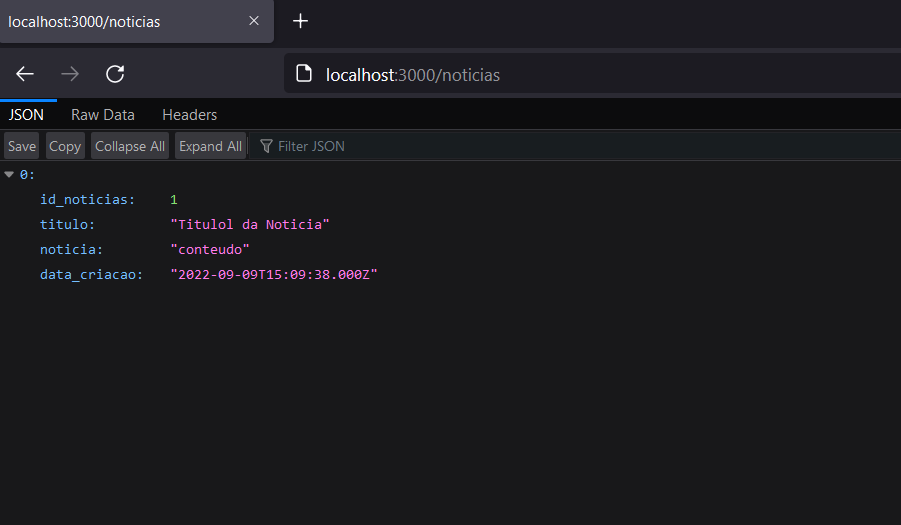 localhost:3000/noticias
localhost:3000/noticias
JSON Raw Data Headers
Save Copy Collapse All Expand All Filter JSON
0:
id_noticias: 1
titulo: "Titulol da Noticia"
noticia: "conteudo"
data_criacao: "2022-09-09T15:09:38.000Z"